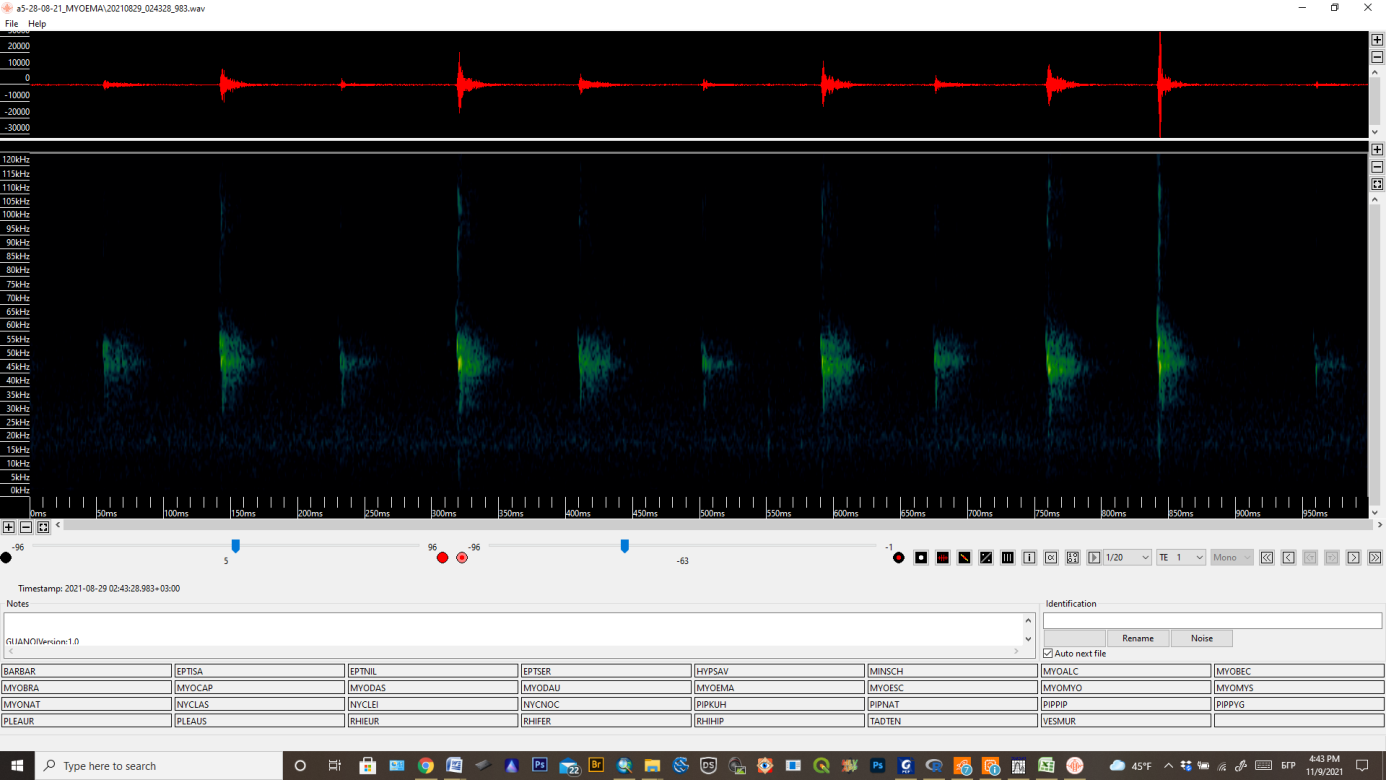 a5-28-08-21_MYOEMA\20210829_024328_983.wav
File Help
20000
10000
0
-10000
-20000
-30000
120kHz
115kHz
110kHz
105kHz
100kHz
95kHz
90kHz
85kHz
80kHz
75kHz
70kHz
65kHz
60kHz
55kHz
50kHz
45kHz
40kHz
35kHz
30kHz
25kHz
20kHz
15kHz
10kHz
5kHz
0kHz
0ms 50ms 100ms 150ms 200ms 250ms 300ms 350ms 400ms 450ms 500ms 550ms 600ms 650ms 700ms 750ms 800ms 850ms 900ms 950ms
-96 96 -96 -1
5 -63
1/20 TE 1 Mono
Timestamp: 2021-08-29 02:43:28.983+03:00
Notes Identification
GUANO|Version:1.0
Rename Noise
Auto next file
BARBAR EPTISA EPTNIL EPTSER HYPSAV MINSCH MYOALC MYOBEC
MYOBRA MYOCAP MYODAS MYODAU MYOEMA MYOESC MYOMYO MYOMYS
MYONAT NYCLAS NYCLEI NYCNOC PIPKUH PIPNAT PIPPIP PIPPYG
PLEAUR PLEAUS RHIEUR RHIFER RHIHIP TADTEN VESMUR
Type here to search
22
7
1
45°F
БГР
4:43 PM
11/9/2021